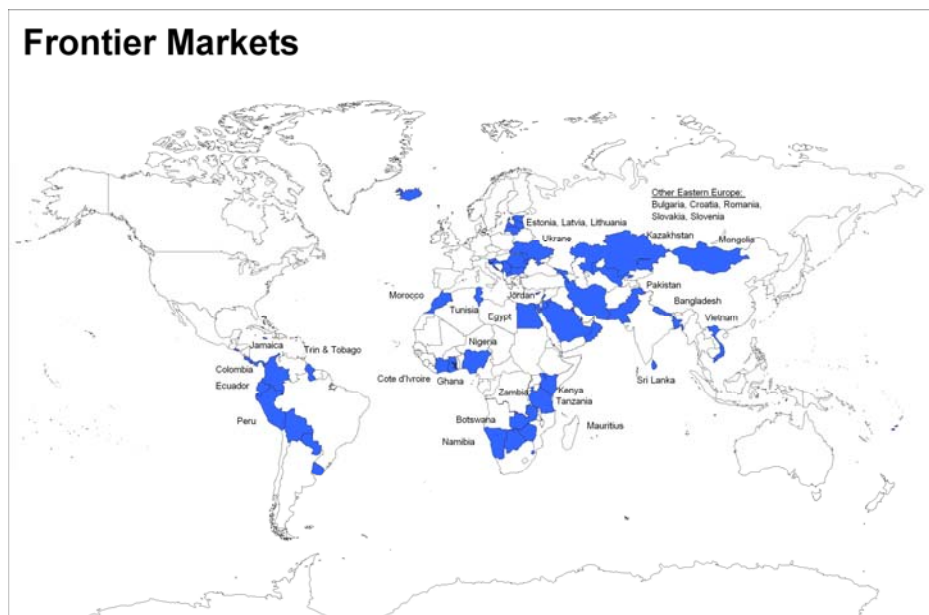 Frontier Markets
Other Eastern Europe:
Bulgaria, Croatia, Romania,
Slovakia, Slovenia
Estonia, Latvia, Lithuania
Ukrane
Kazakhstan
Mongolia
Morocco
Tunisia
Jordan
Egypt
Pakistan
Bangladesh
Vietnam
Jamaica
Trin & Tobago
Nigeria
Colombia
Cote d'Ivroire
Ghana
Sri Lanka
Ecuador
Zambia
Kenya
Tanzania
Peru
Botswana
Mauritius
Namibia